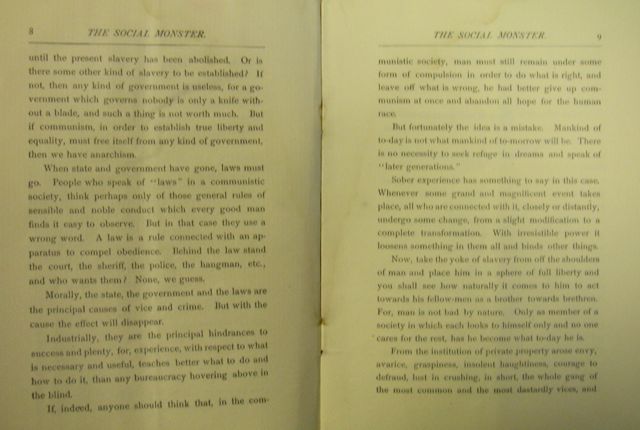 8 THE SOCIAL MONSTER.
until the present slavery has been abolished. Or is
there some other kind of slavery to be established? If
not, then any kind of government is useless, for a go-
vernment which governs nobody is only a knife with-
out a blade, and such a thing is not worth much. But
if communism, in order to establish true liberty and
equality, must free itself from any kind of government,
then we have anarchism.
When state and government have gone, laws must
go. People who speak of "laws" in a communistic
society, think perhaps only of those general rules of
sensible and noble conduct which every good man
finds it easy to observe. But in that case they use a
wrong word. A law is a rule connected with an ap-
paratus to compel obedience. Behind the law stand
the court, the sheriff, the police, the hangman, etc.,
and who wants them? None, we guess.
Morally, the state, the government and the laws are
the principal causes of vice and crime. But with the
cause the effect will disappear.
Industrially, they are the principal hindrances to
success and plenty, for, experience, with respect to what
is necessary and useful, teaches better what to do and
how to do it, than any bureaucracy hovering above in
the blind.
If, indeed, anyone should think that, in the com-
THE SOCIAL MONSTER. 9
munistic society, man must still remain under some
form of compulsion in order to do what is right, and
leave off what is wrong, he had better give up com-
munism at once and abandon all hope for the human
race.
But fortunately the idea is a mistake. Mankind of
to-day is not what mankind of to-morrow will be. There
is no necessity to seek refuge in dreams and speak of
"later generations."
Sober experience has something to say in this case.
Whenever some grand and magnificent event takes
place, all who are connected with it, closely or distantly,
undergo some change, from a slight modification to a
complete transformation. With irresistible power it
loosens something in them all and binds other things.
Now, take the yoke of slavery from off the shoulders
of man and place him in a sphere of full liberty and
you shall see how naturally it comes to him to act
towards his fellow-men as a brother towards brethren.
For, man is not bad by nature. Only as member of a
society in which each looks to himself only and no one
cares for the rest, has he become what to-day he is.
From the institution of private property arose envy,
avarice, graspiness, insolent haughtiness, courage to
defraud, lust in crushing, in short, the whole gang of
the most common and the most dastardly vices, and